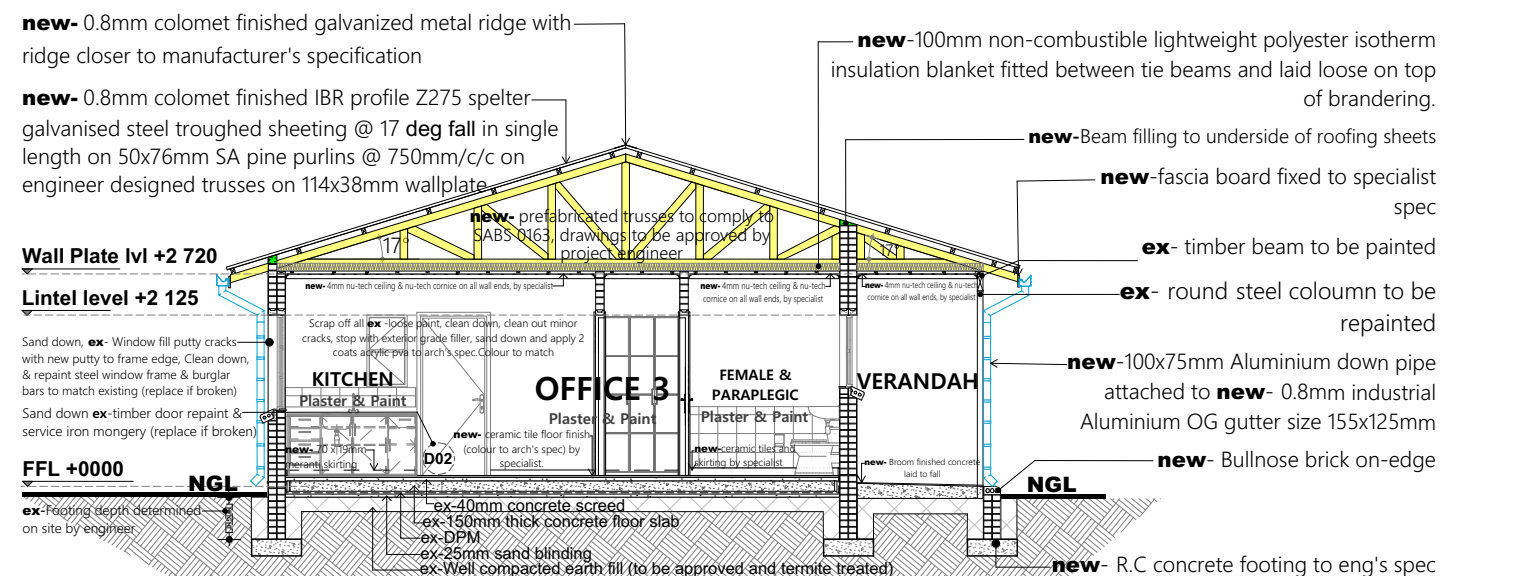 new- 0.8mm colomet finished galvanized metal ridge with
ridge closer to manufacturer's specification
new- 0.8mm colomet finished IBR profile Z275 spelter
galvanised steel troughed sheeting @ 17 deg fall in single
length on 50x76mm SA pine purlins @ 750mm/c/c on
engineer designed trusses on 114x38mm wallplate
new-100mm non-combustible lightweight polyester isotherm
insulation blanket fitted between tie beams and laid loose on top
of brandering.
new-Beam filling to underside of roofing sheets
new-fascia board fixed to specialist
spec
ex- timber beam to be painted
ex- round steel coloumn to be
repainted
new-100x75mm Aluminium down pipe
attached to new- 0.8mm industrial
Aluminium OG gutter size 155x125mm
new- Bullnose brick on-edge
NGL
new- R.C concrete footing to eng's spec
new- prefabricated trusses to comply to
SABS 0163, drawings to be approved by
project engineer
17°
17°
Wall Plate lvl +2 720
Lintel level +2 125
Sand down, ex- Window fill putty cracks
with new putty to frame edge, Clean down,
& repaint steel window frame & burglar
bars to match existing (replace if broken)
Sand down ex-timber door repaint &
service iron mongery (replace if broken)
FFL +0000
NGL
ex-Footing depth determined
on site by engineer
new- 4mm nu-tech ceiling & nu-tech
cornice on all wall ends, by specialist
new- 4mm nu-tech ceiling & nu-tech
cornice on all wall ends, by specialist
new- 4mm nu-tech ceiling & nu-tech
cornice on all wall ends, by specialist
Scrap off all ex -loose paint, clean down, clean out minor
cracks, stop with exterior grade filler, sand down and apply 2
coats acrylic pva to arch's spec.Colour to match
KITCHEN
Plaster & Paint
OFFICE 3
Plaster & Paint
FEMALE &
PARAPLEGIC
Plaster & Paint
VERANDAH
new- 70 x 19mm
meranti skirting
D02
new- ceramic tile floor finish
(colour to arch's spec) by
specialist.
new-ceramic tiles and
skirting by specialist
new- Broom finished concrete
laid to fall
ex-40mm concrete screed
ex-150mm thick concrete floor slab
ex-DPM
ex-25mm sand blinding
ex-Well compacted earth fill (to be approved and termite treated)